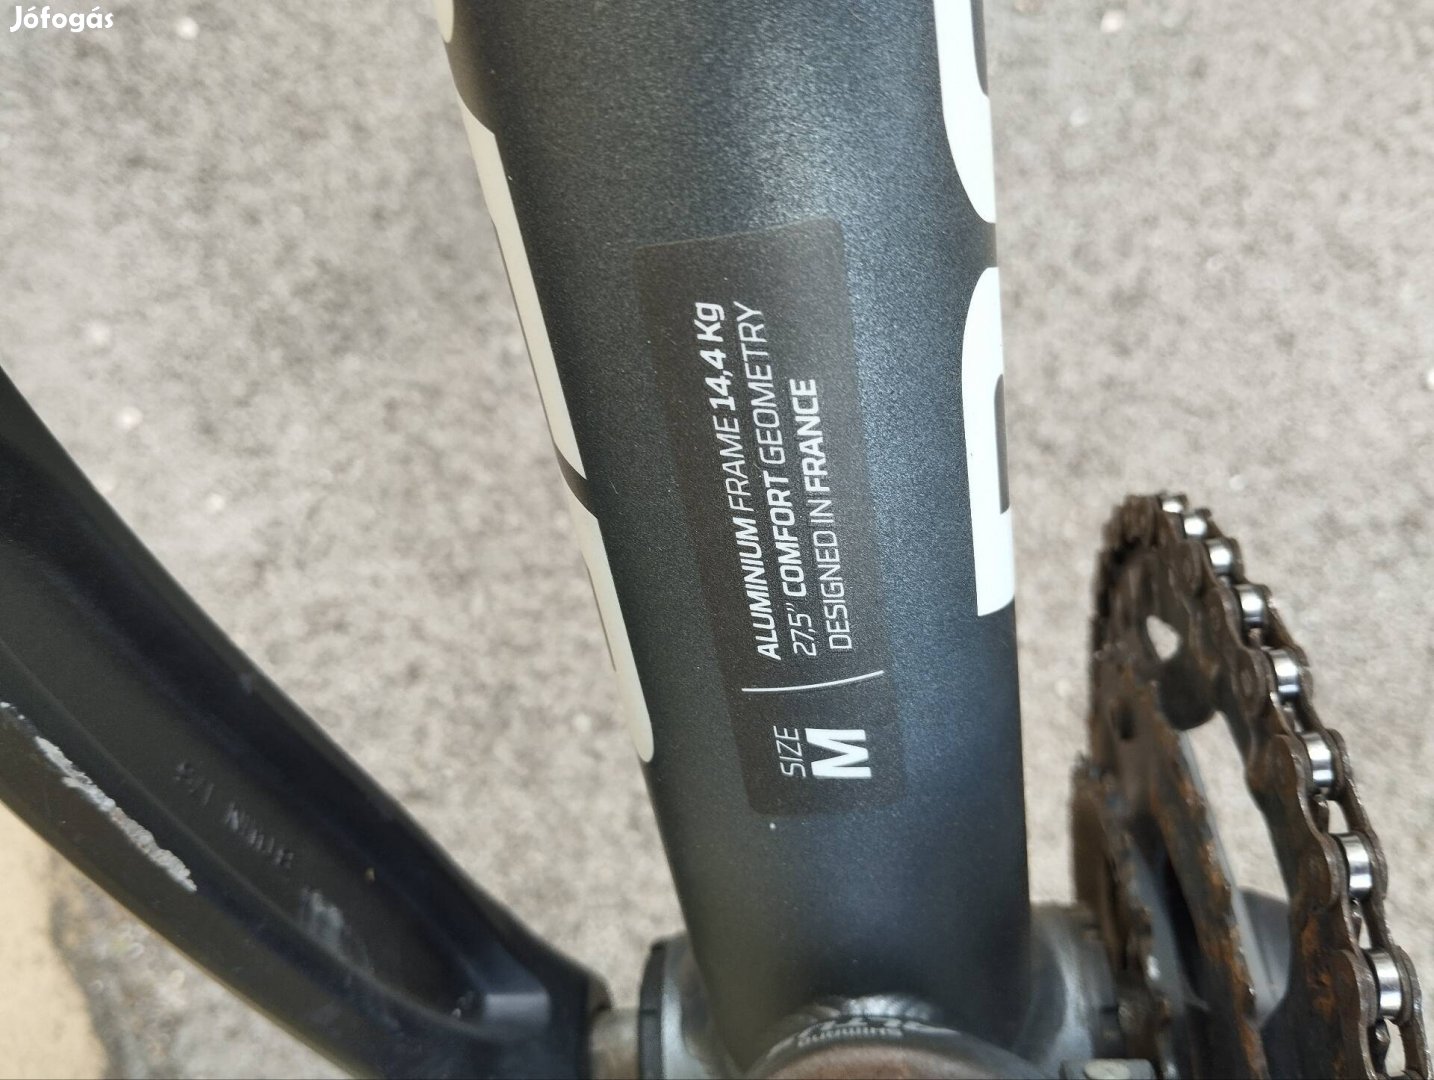 Jófogás
ALUMINIUM FRAME 14,4 Kg
27,5" COMFORT GEOMETRY
DESIGNED IN FRANCE
SIZE
M